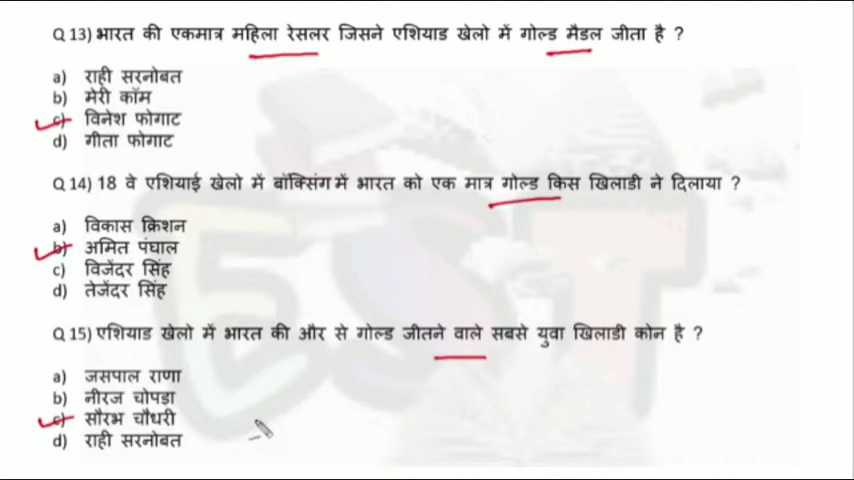 Q 13) भारत की एकमात्र महिला रेसलर जिसने एशियाड खेलो में गोल्ड मैडल जीता है ?
a) राही सरनोबत
b) मेरी कॉम
c) विनेश फोगाट
d) गीता फोगाट
Q 14) 18 वे एशियाई खेलो में बॉक्सिंग में भारत को एक मात्र गोल्ड किस खिलाडी ने दिलाया ?
a) विकास क्रिशन
b) अमित पंघाल
c) विजेंदर सिंह
d) तेजेंदर सिंह
Q 15) एशियाड खेलो में भारत की और से गोल्ड जीतने वाले सबसे युवा खिलाडी कोन है ?
a) जसपाल राणा
b) नीरज चोपड़ा
c) सौरभ चौधरी
d) राही सरनोबत